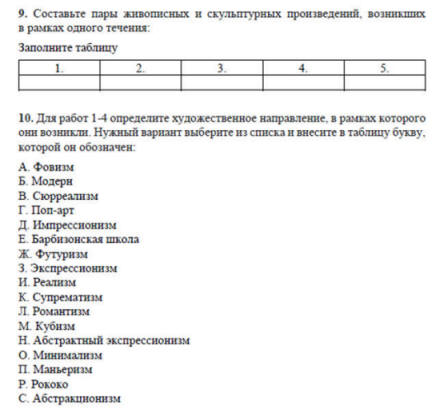 9. Составьте пары живописных и скульптурных произведений, возникших
в рамках одного течения:
Заполните таблицу
1. 2. 3. 4. 5.
10. Для работ 1-4 определите художественное направление, в рамках которого
они возникли. Нужный вариант выберите из списка и внесите в таблицу букву,
которой он обозначен:
А. Фовизм
Б. Модерн
В. Сюрреализм
Г. Поп-арт
Д. Импрессионизм
Е. Барбизонская школа
Ж. Футуризм
З. Экспрессионизм
И. Реализм
К. Супрематизм
Л. Романтизм
М. Кубизм
Н. Абстрактный экспрессионизм
О. Минимализм
П. Маньеризм
Р. Рококо
С. Абстракционизм